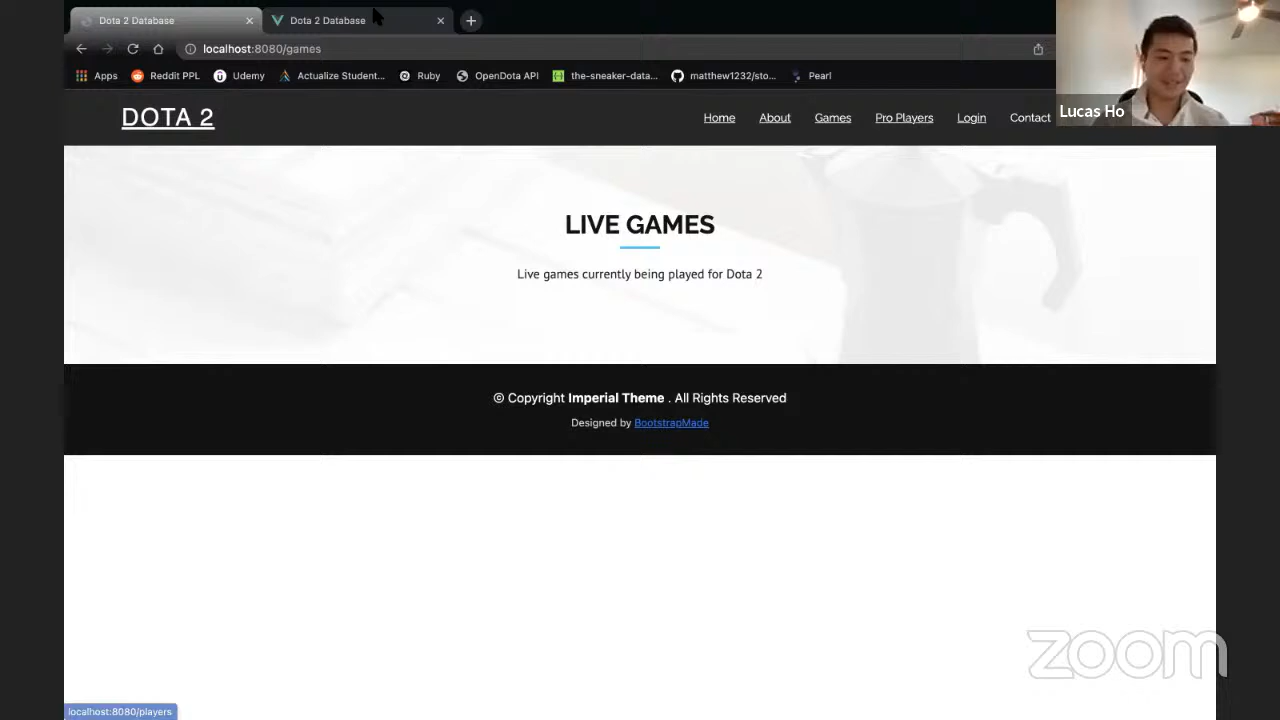 Dota 2 Database
Dota 2 Database
localhost:8080/games
Apps
Reddit PPL
Udemy
Actualize Student...
Ruby
OpenDota API
the-sneaker-data...
matthew1232/sto...
Pearl
Lucas Ho
DOTA 2
Home
About
Games
Pro Players
Login
Contact
LIVE GAMES
Live games currently being played for Dota 2
© Copyright Imperial Theme . All Rights Reserved
Designed by BootstrapMade
zoom
localhost:8080/players